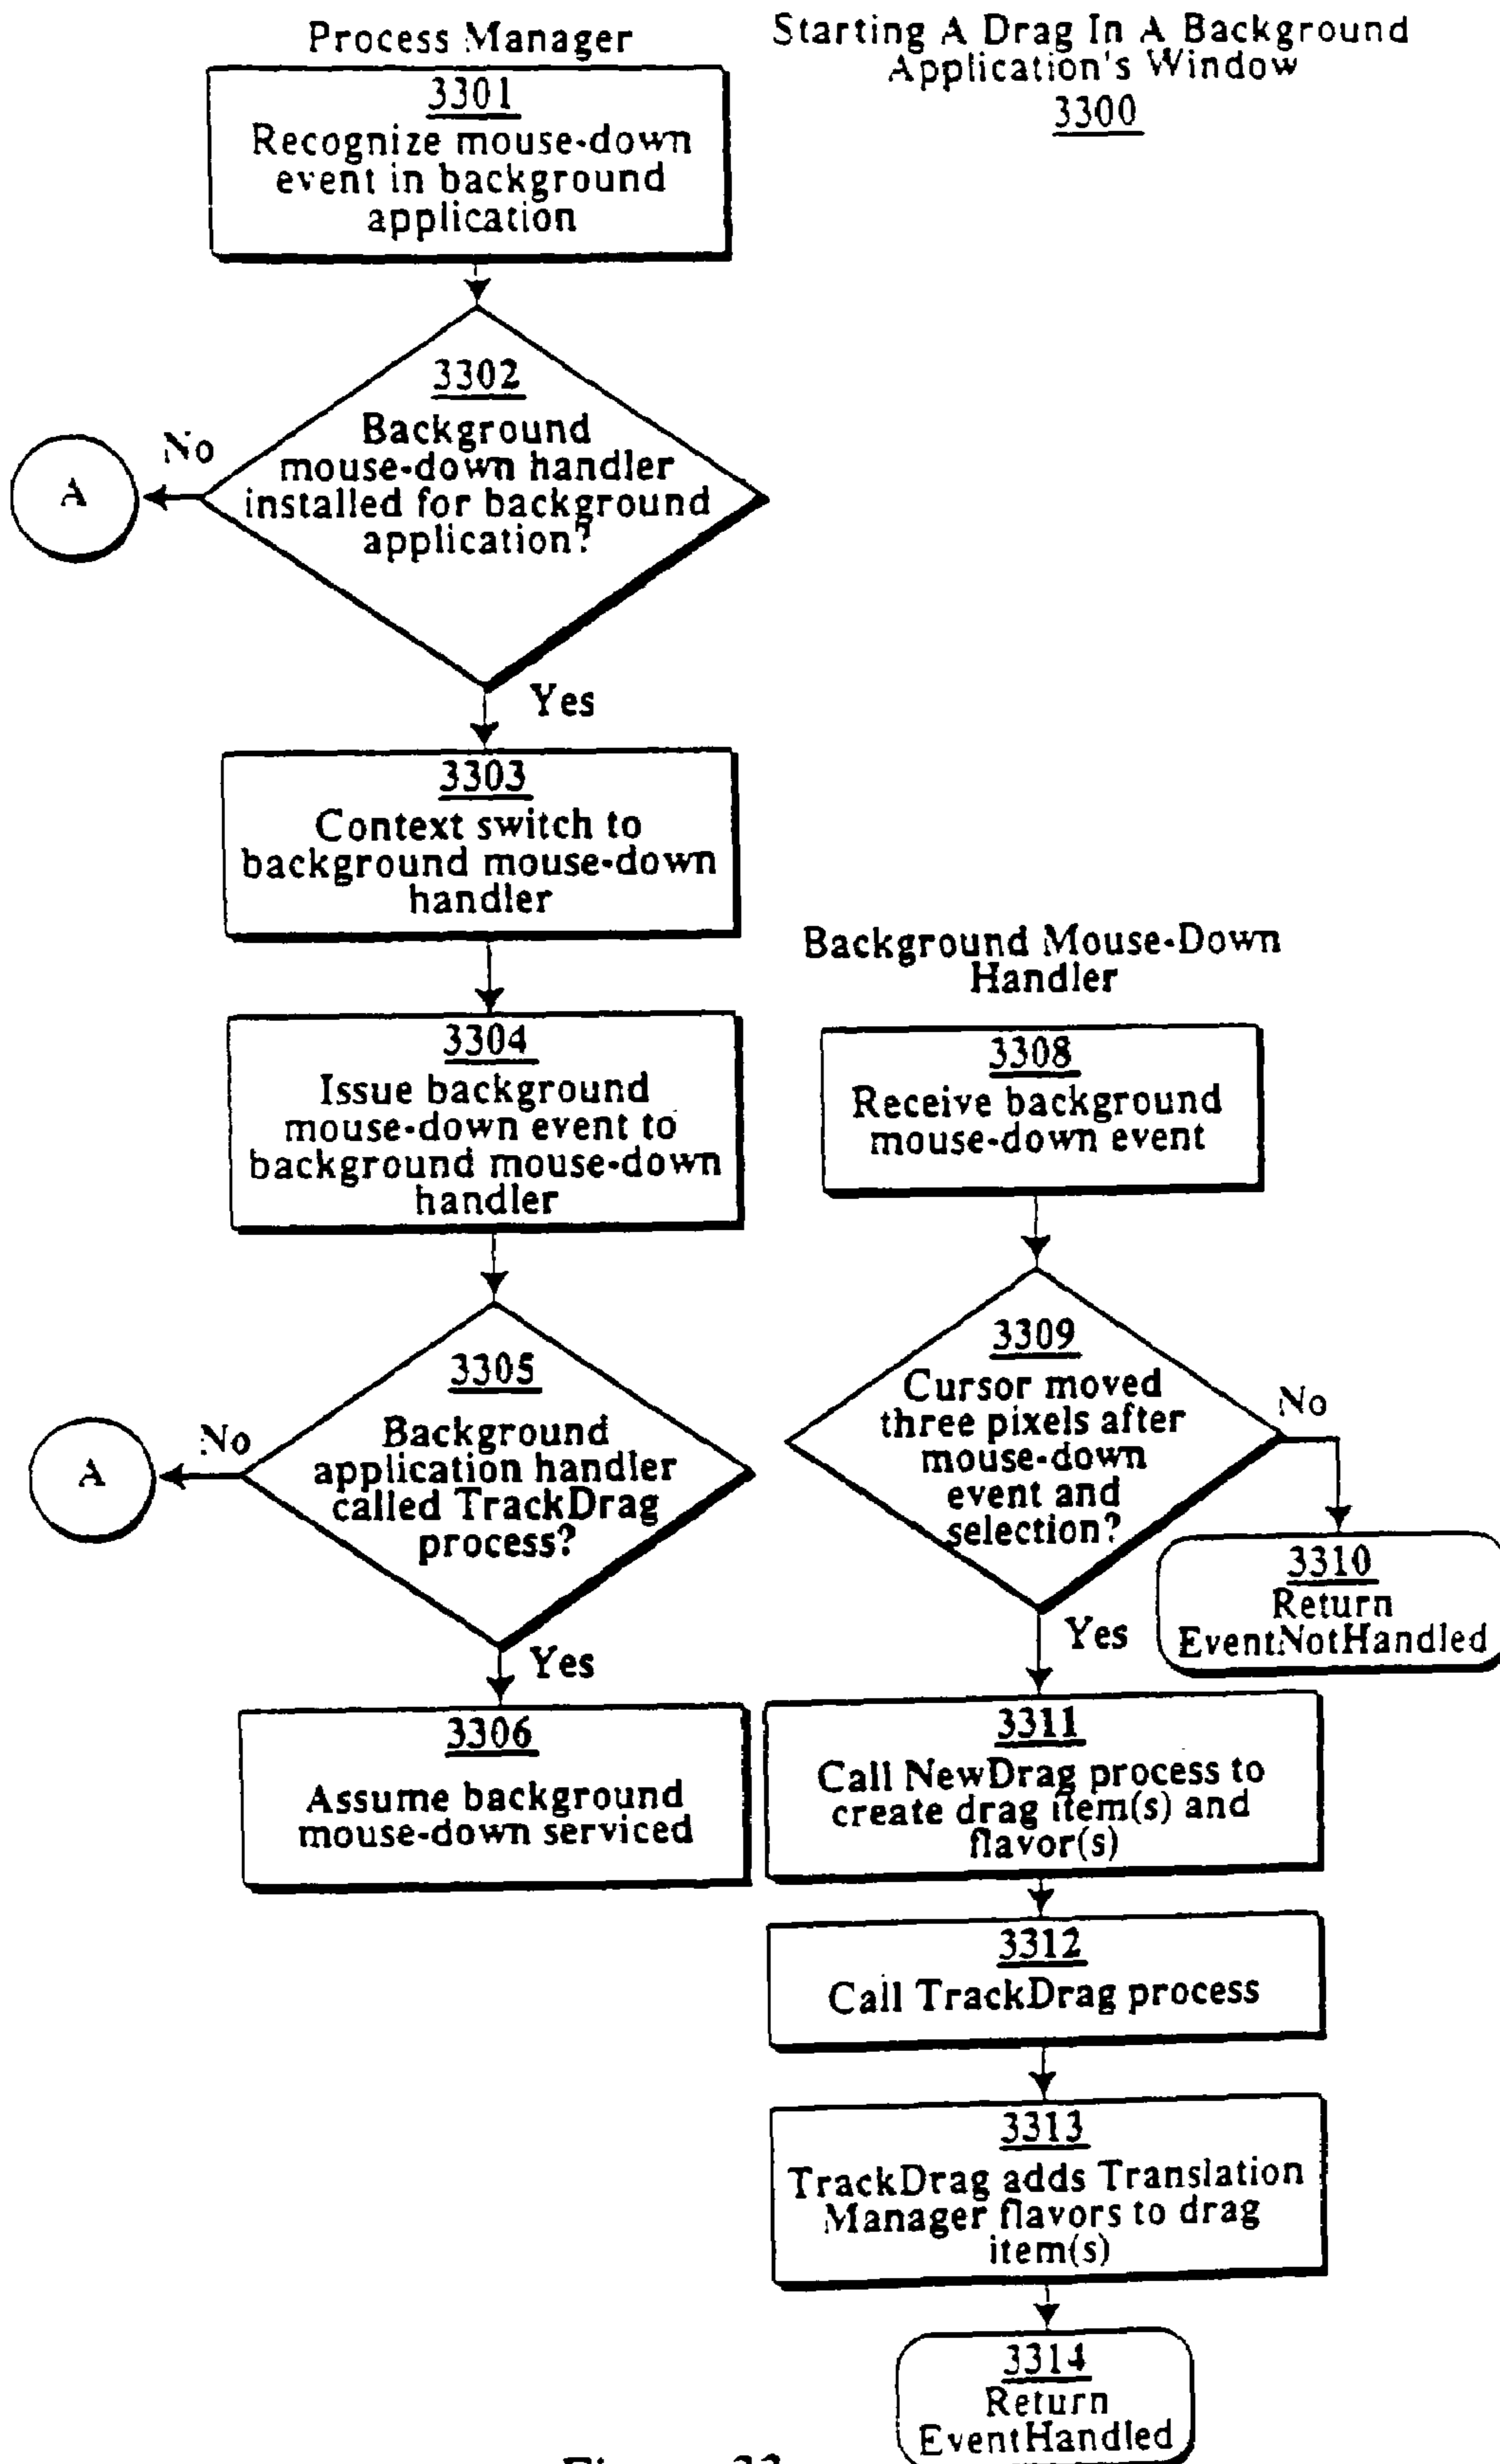 Process Manager
Starting A Drag In A Background
Application's Window
3300
3301
Recognize mouse-down
event in background
application
3302
Background
mouse-down handler
installed for background
application?
No
A
Yes
3303
Context switch to
background mouse-down
handler
3304
Issue background
mouse-down event to
background mouse-down
handler
3305
Background
application handler
called TrackDrag
process?
No
A
Yes
3306
Assume background
mouse-down serviced
Background Mouse-Down
Handler
3308
Receive background
mouse-down event
3309
Cursor moved
three pixels after
mouse-down
event and
selection?
No
3310
Return
EventNotHandled
Yes
3311
Call NewDrag process to
create drag item(s) and
flavor(s)
3312
Call TrackDrag process
3313
TrackDrag adds Translation
Manager flavors to drag
item(s)
3314
Return
EventHandled
Figure 33